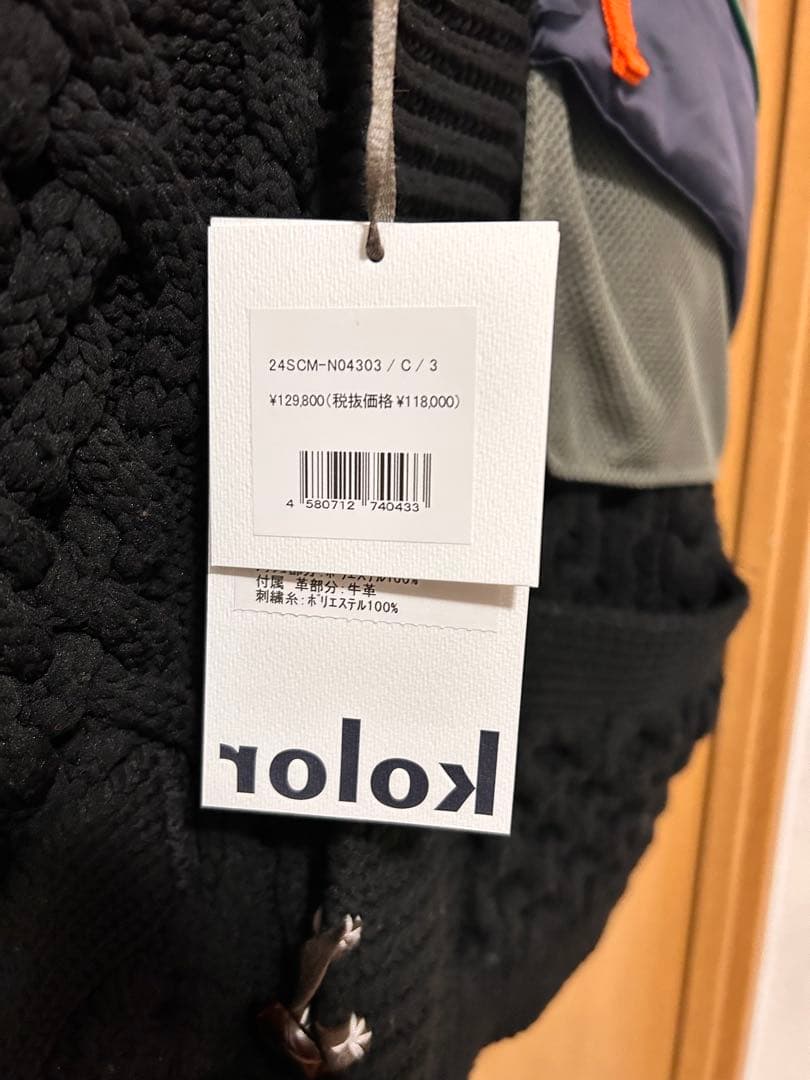 24SCM-N04303 / C / 3
¥129,800(税抜価格 ¥118,000)
4 580712 740433
付属 革部分:牛革
刺繍糸:ポリエステル100%
kolor